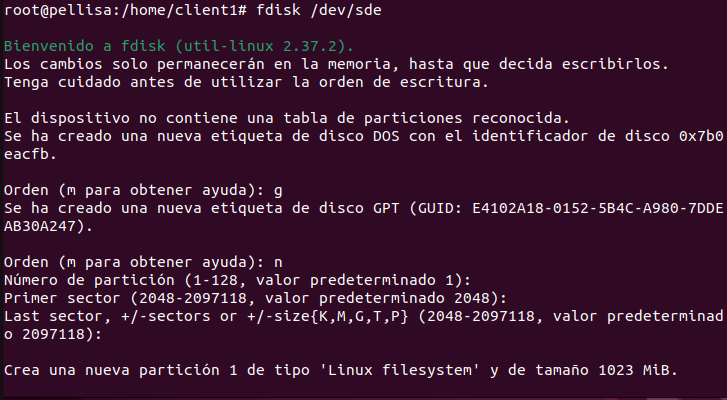 root@pellisa:/home/client1# fdisk /dev/sde
Bienvenido a fdisk (util-linux 2.37.2).
Los cambios solo permanecerán en la memoria, hasta que decida escribirlos.
Tenga cuidado antes de utilizar la orden de escritura.
El dispositivo no contiene una tabla de particiones reconocida.
Se ha creado una nueva etiqueta de disco DOS con el identificador de disco 0x7b0
eacfb.
Orden (m para obtener ayuda): g
Se ha creado una nueva etiqueta de disco GPT (GUID: E4102A18-0152-5B4C-A980-7DDE
AB30A247).
Orden (m para obtener ayuda): n
Número de partición (1-128, valor predeterminado 1):
Primer sector (2048-2097118, valor predeterminado 2048):
Last sector, +/-sectors or +/-size{K,M,G,T,P} (2048-2097118, valor predeterminad
o 2097118):
Crea una nueva partición 1 de tipo 'Linux filesystem' y de tamaño 1023 MiB.